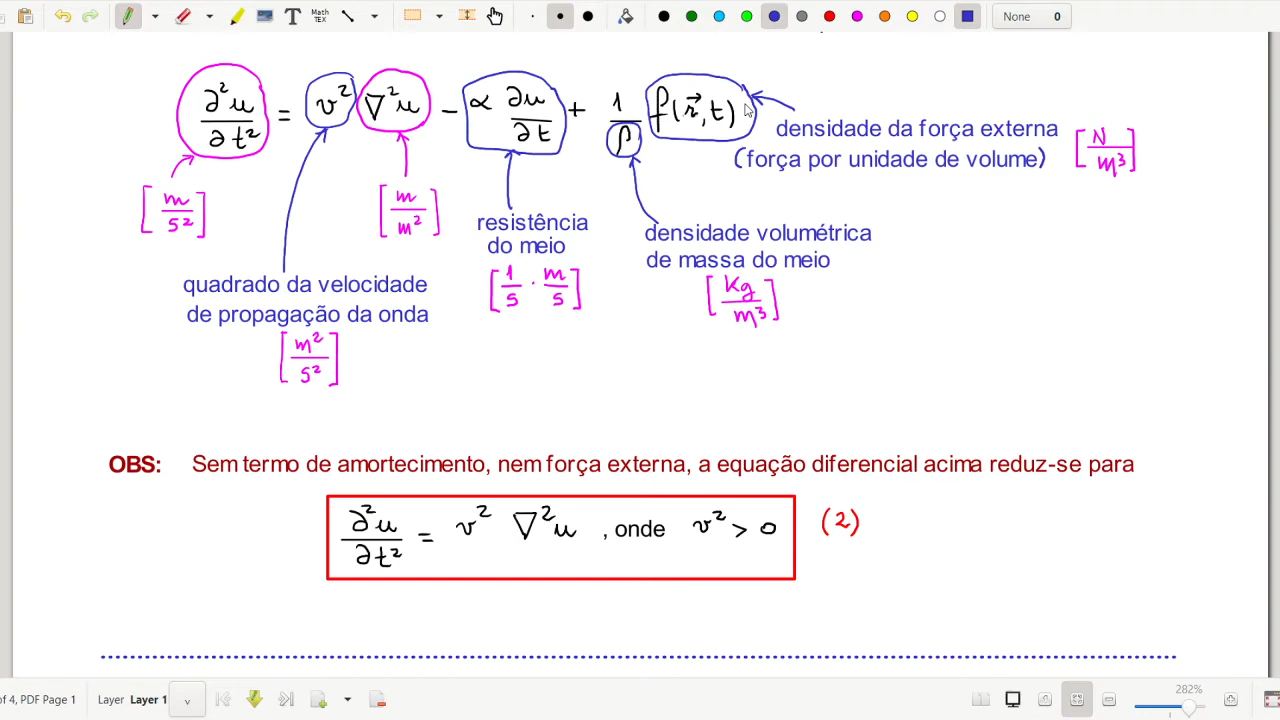 T Math TEX None 0
∂²u/∂t² = v² ∇²u − α ∂u/∂t + 1/ρ f(r⃗,t)
densidade da força externa
(força por unidade de volume) [N/m³]
[m/s²] [m/m²]
resistência
do meio
[1/s · m/s]
densidade volumétrica
de massa do meio
[Kg/m³]
quadrado da velocidade
de propagação da onda
[m²/s²]
OBS: Sem termo de amortecimento, nem força externa, a equação diferencial acima reduz-se para
∂²u/∂t² = v² ∇²u , onde v² > 0 (2)
of 4, PDF Page 1 Layer Layer 1 v 282%